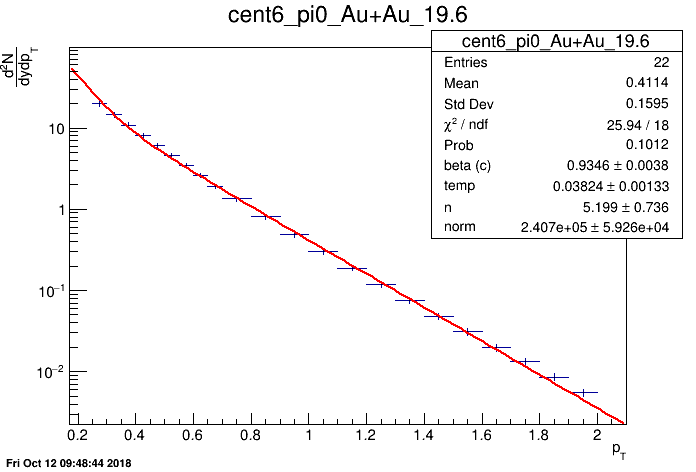 cent6_pi0_Au+Au_19.6
d²N
dydp_T
cent6_pi0_Au+Au_19.6
Entries 22
Mean 0.4114
Std Dev 0.1595
χ² / ndf 25.94 / 18
Prob 0.1012
beta (c) 0.9346 ± 0.0038
temp 0.03824 ± 0.00133
n 5.199 ± 0.736
norm 2.407e+05 ± 5.926e+04
10
1
10⁻¹
10⁻²
0.2 0.4 0.6 0.8 1 1.2 1.4 1.6 1.8 2
p_T
Fri Oct 12 09:48:44 2018